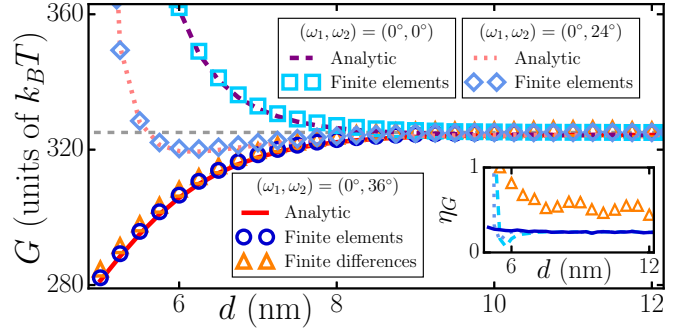 360
320
280
G (units of k_BT)
(ω₁, ω₂) = (0°, 0°)
Analytic
Finite elements
(ω₁, ω₂) = (0°, 24°)
Analytic
Finite elements
(ω₁, ω₂) = (0°, 36°)
Analytic
Finite elements
Finite differences
1
0
η_G
6
12
d (nm)
6
8
10
12
d (nm)